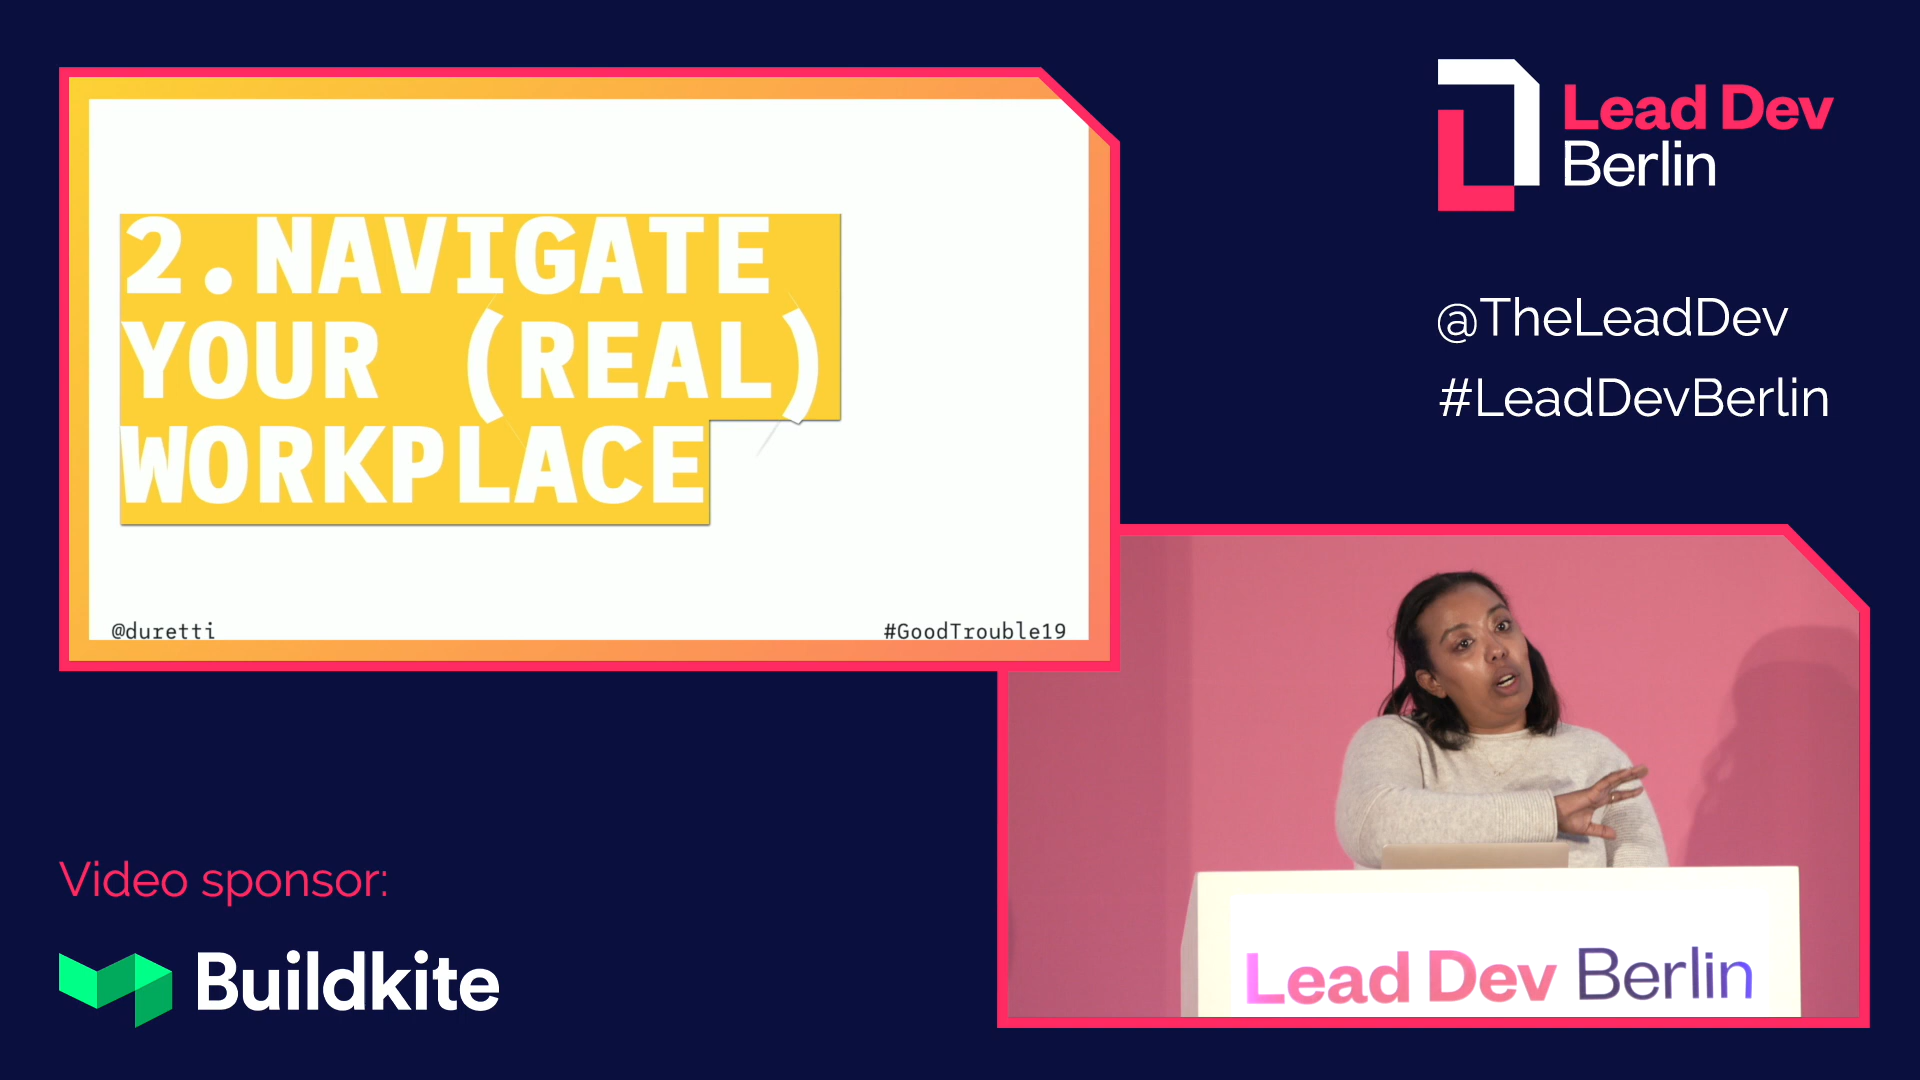 2.NAVIGATE
YOUR (REAL)
WORKPLACE
@duretti
#GoodTrouble19
Lead Dev
Berlin
@TheLeadDev
#LeadDevBerlin
Video sponsor:
Buildkite
Lead Dev Berlin